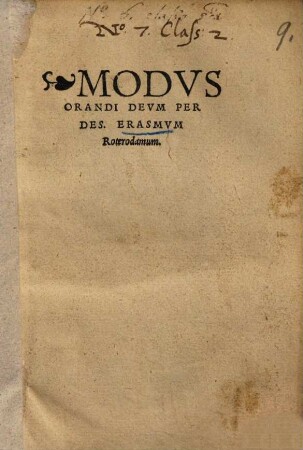 Nº 7. Class: 2
9.
MODVS
ORANDI DEVM PER
DES. ERASMVM
Roterodamum.